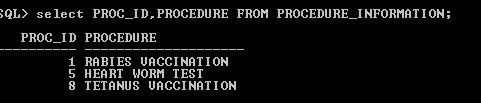 SQL> select PROC_ID,PROCEDURE FROM PROCEDURE_INFORMATION;
PROC_ID PROCEDURE
---------- --------------------
1 RABIES VACCINATION
5 HEART WORM TEST
8 TETANUS VACCINATION